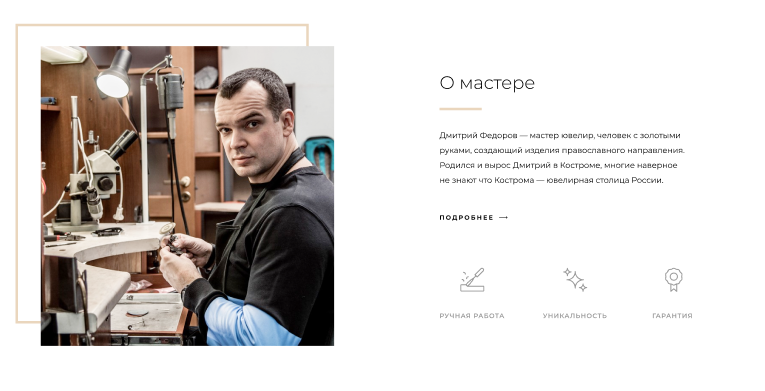 О мастере
Дмитрий Федоров — мастер ювелир, человек с золотыми
руками, создающий изделия православного направления.
Родился и вырос Дмитрий в Костроме, многие наверное
не знают что Кострома — ювелирная столица России.
ПОДРОБНЕЕ →
РУЧНАЯ РАБОТА УНИКАЛЬНОСТЬ ГАРАНТИЯ